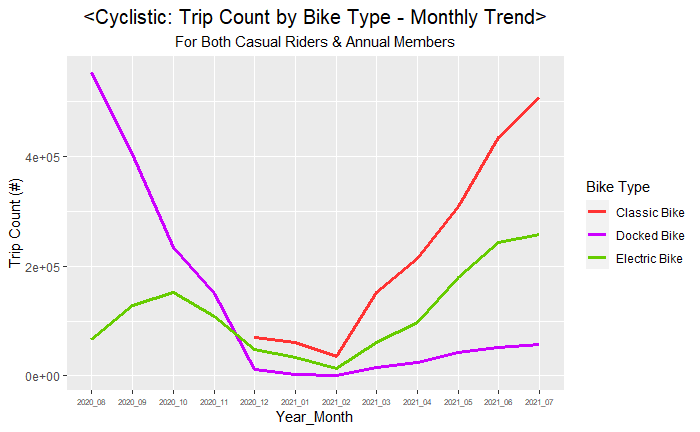 <Cyclistic: Trip Count by Bike Type - Monthly Trend>
For Both Casual Riders & Annual Members
Trip Count (#)
4e+05
2e+05
0e+00
2020_08 2020_09 2020_10 2020_11 2020_12 2021_01 2021_02 2021_03 2021_04 2021_05 2021_06 2021_07
Year_Month
Bike Type
Classic Bike
Docked Bike
Electric Bike